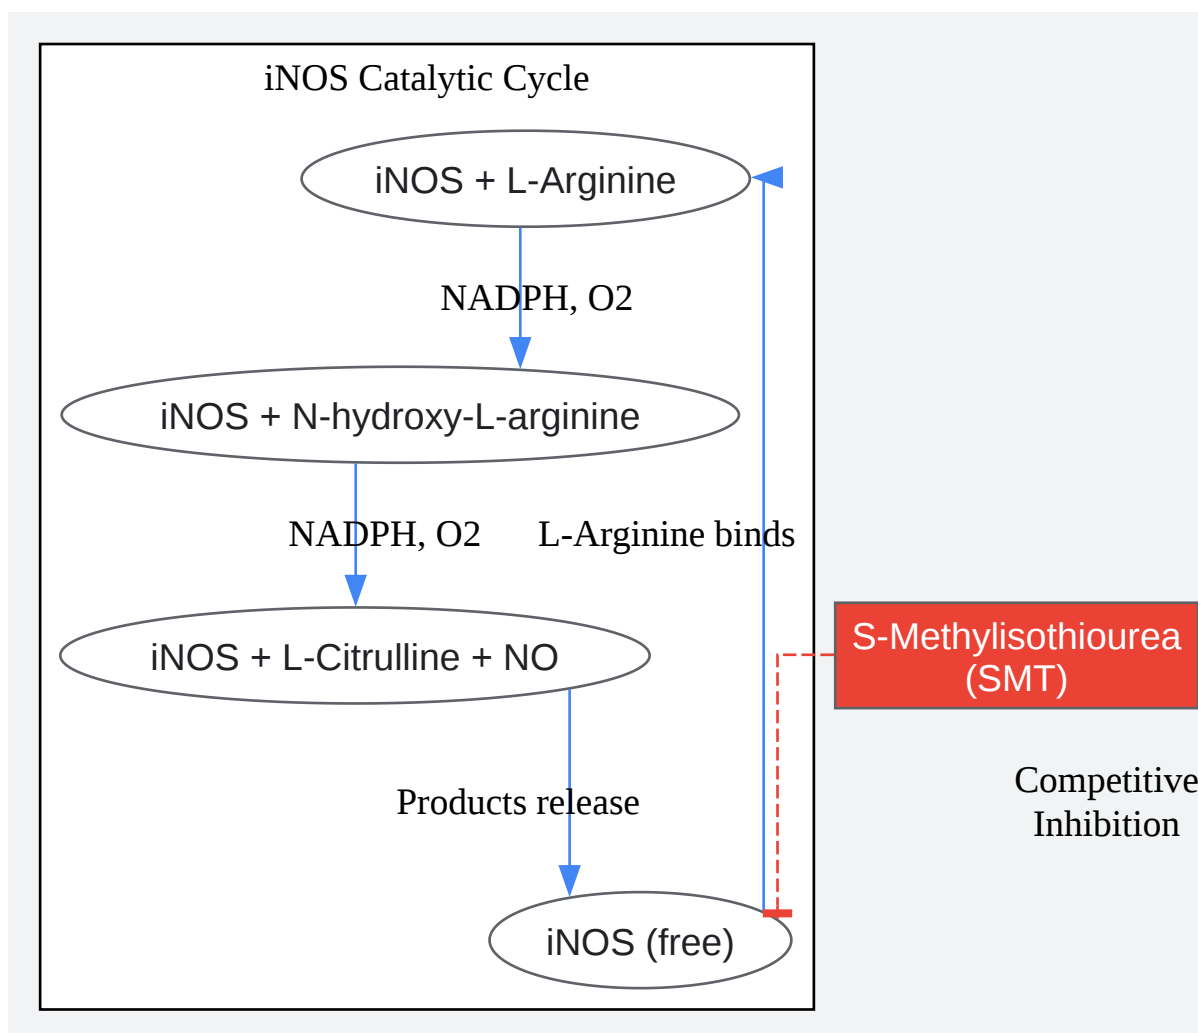 iNOS Catalytic Cycle
iNOS + L-Arginine
NADPH, O2
iNOS + N-hydroxy-L-arginine
NADPH, O2
L-Arginine binds
iNOS + L-Citrulline + NO
S-Methylisothiourea
(SMT)
Products release
Competitive
Inhibition
iNOS (free)